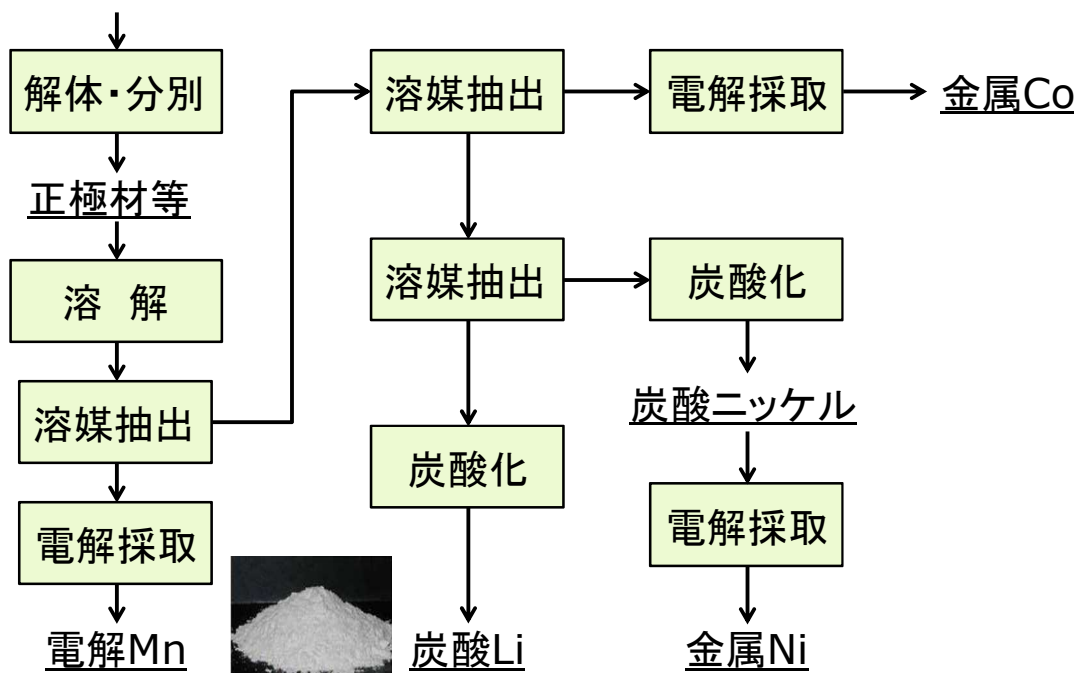 解体・分別
正極材等
溶 解
溶媒抽出
電解採取
電解Mn
溶媒抽出
電解採取
金属Co
溶媒抽出
炭酸化
炭酸ニッケル
炭酸化
電解採取
炭酸Li
金属Ni